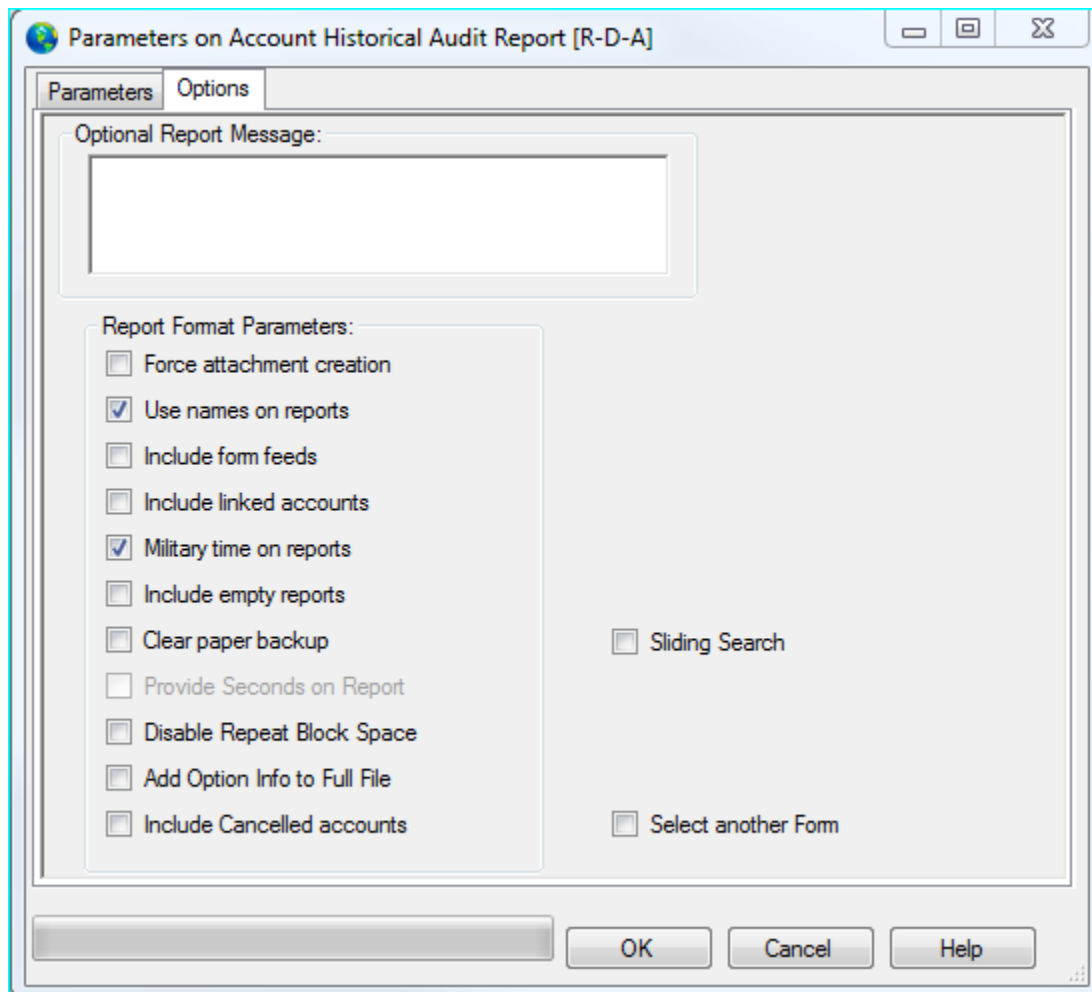 Parameters on Account Historical Audit Report [R-D-A]
Parameters Options
Optional Report Message:
Report Format Parameters:
Force attachment creation
Use names on reports
Include form feeds
Include linked accounts
Military time on reports
Include empty reports
Clear paper backup Sliding Search
Provide Seconds on Report
Disable Repeat Block Space
Add Option Info to Full File
Include Cancelled accounts Select another Form
OK Cancel Help